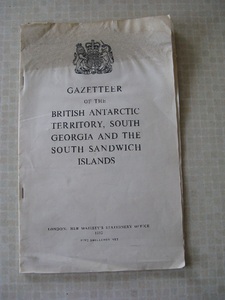 GAZETTEER
OF THE
BRITISH ANTARCTIC
TERRITORY, SOUTH
GEORGIA AND THE
SOUTH SANDWICH
ISLANDS
LONDON: HER MAJESTY'S STATIONERY OFFICE